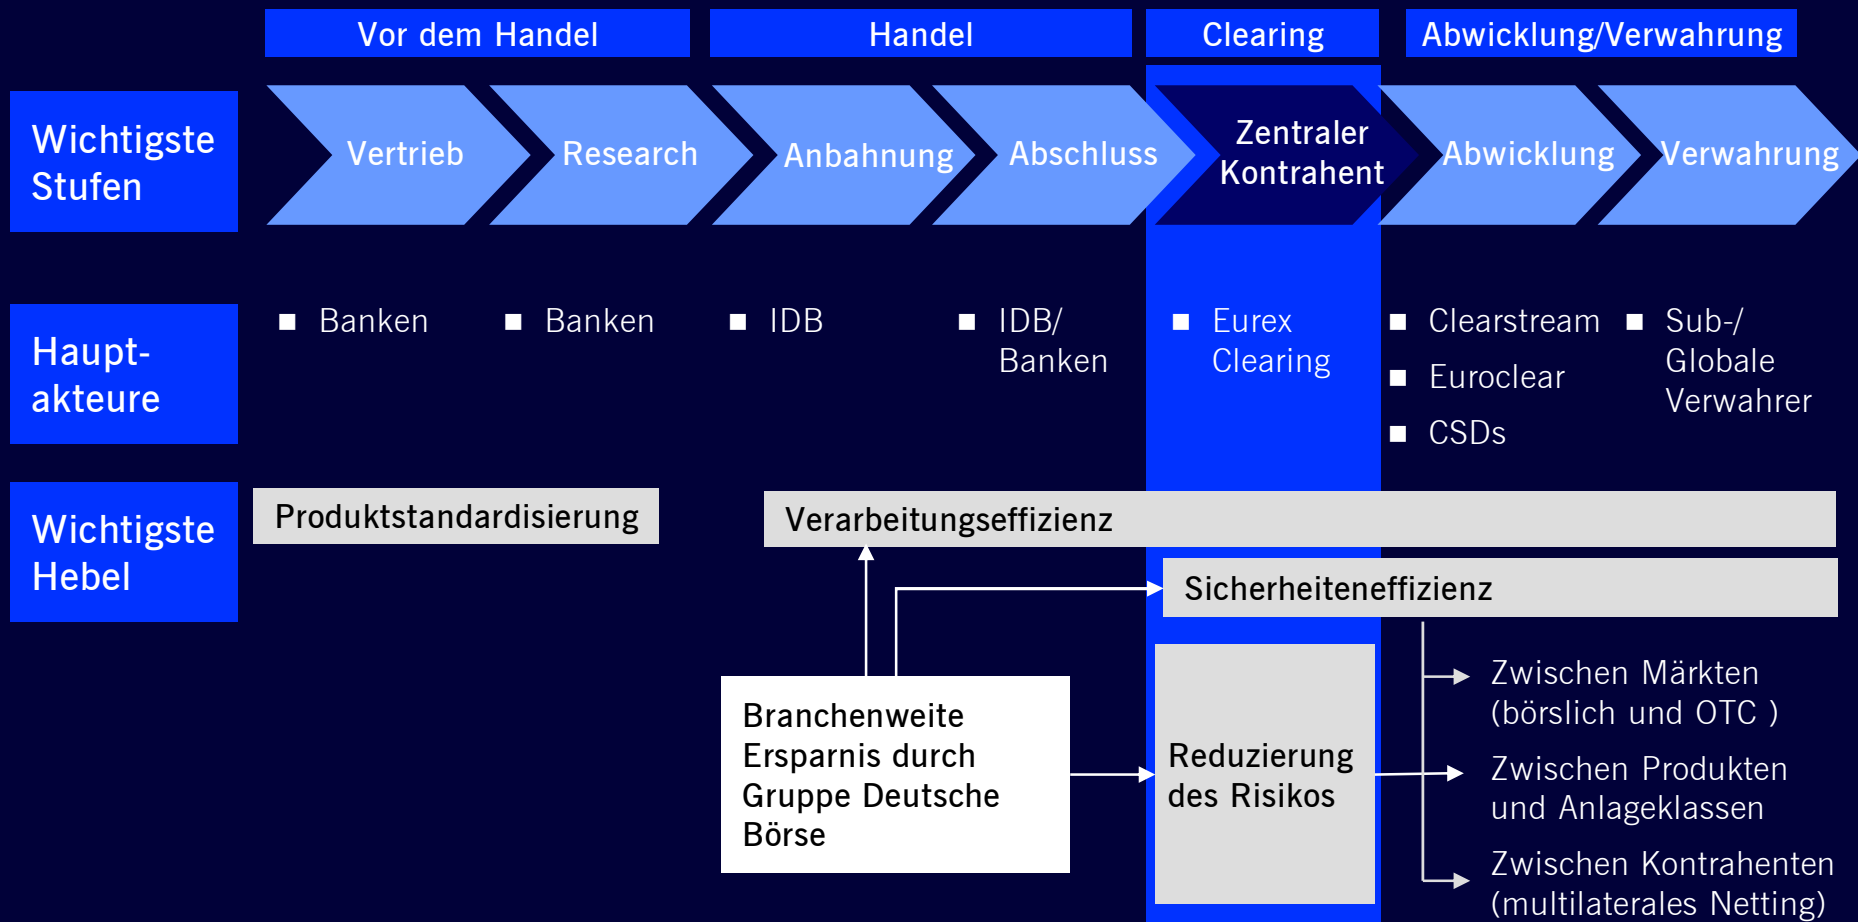 Vor dem Handel
Handel
Clearing
Abwicklung/Verwahrung
Wichtigste
Stufen
Vertrieb
Research
Anbahnung
Abschluss
Zentraler
Kontrahent
Abwicklung
Verwahrung
Haupt-
akteure
■ Banken
■ Banken
■ IDB
■ IDB/
Banken
■ Eurex
Clearing
■ Clearstream
■ Euroclear
■ CSDs
■ Sub-/
Globale
Verwahrer
Wichtigste
Hebel
Produktstandardisierung
Verarbeitungseffizienz
Sicherheiteneffizienz
Branchenweite
Ersparnis durch
Gruppe Deutsche
Börse
Reduzierung
des Risikos
Zwischen Märkten
(börslich und OTC )
Zwischen Produkten
und Anlageklassen
Zwischen Kontrahenten
(multilaterales Netting)